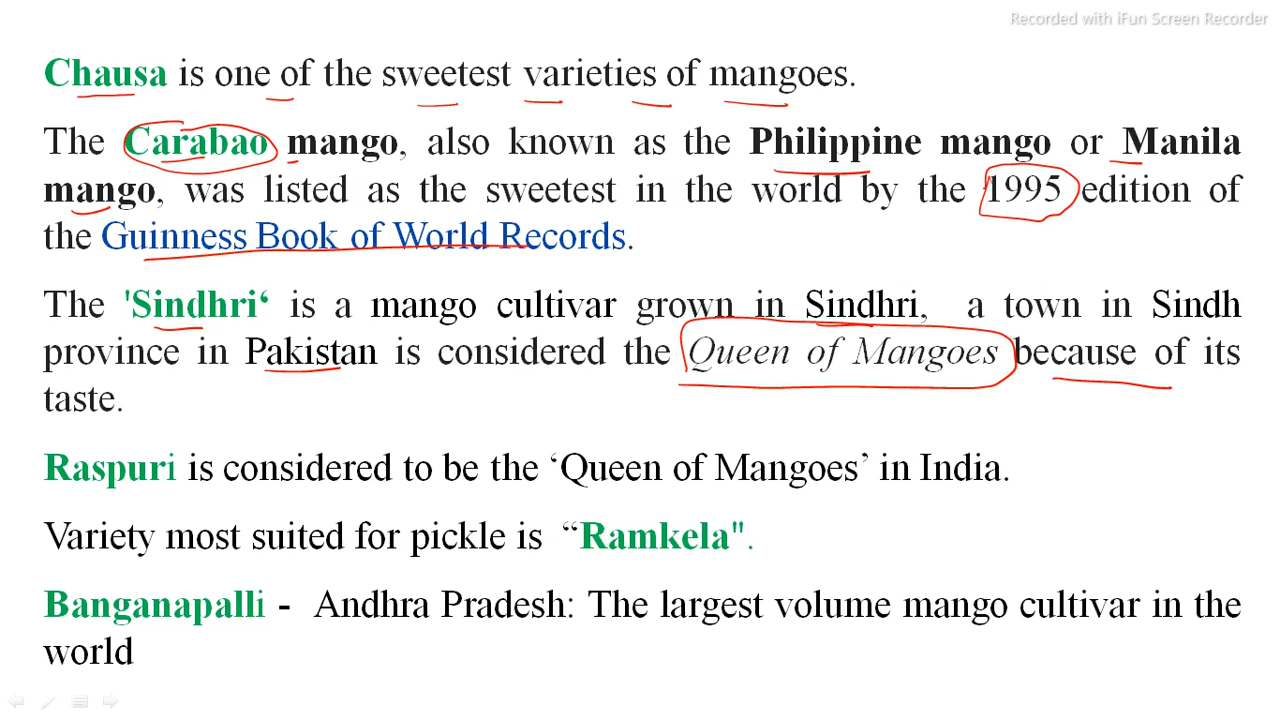 Recorded with iFun Screen Recorder
Chausa is one of the sweetest varieties of mangoes.
The Carabao mango, also known as the Philippine mango or Manila
mango, was listed as the sweetest in the world by the 1995 edition of
the Guinness Book of World Records.
The 'Sindhri‘ is a mango cultivar grown in Sindhri, a town in Sindh
province in Pakistan is considered the Queen of Mangoes because of its
taste.
Raspuri is considered to be the ‘Queen of Mangoes’ in India.
Variety most suited for pickle is “Ramkela".
Banganapalli - Andhra Pradesh: The largest volume mango cultivar in the
world